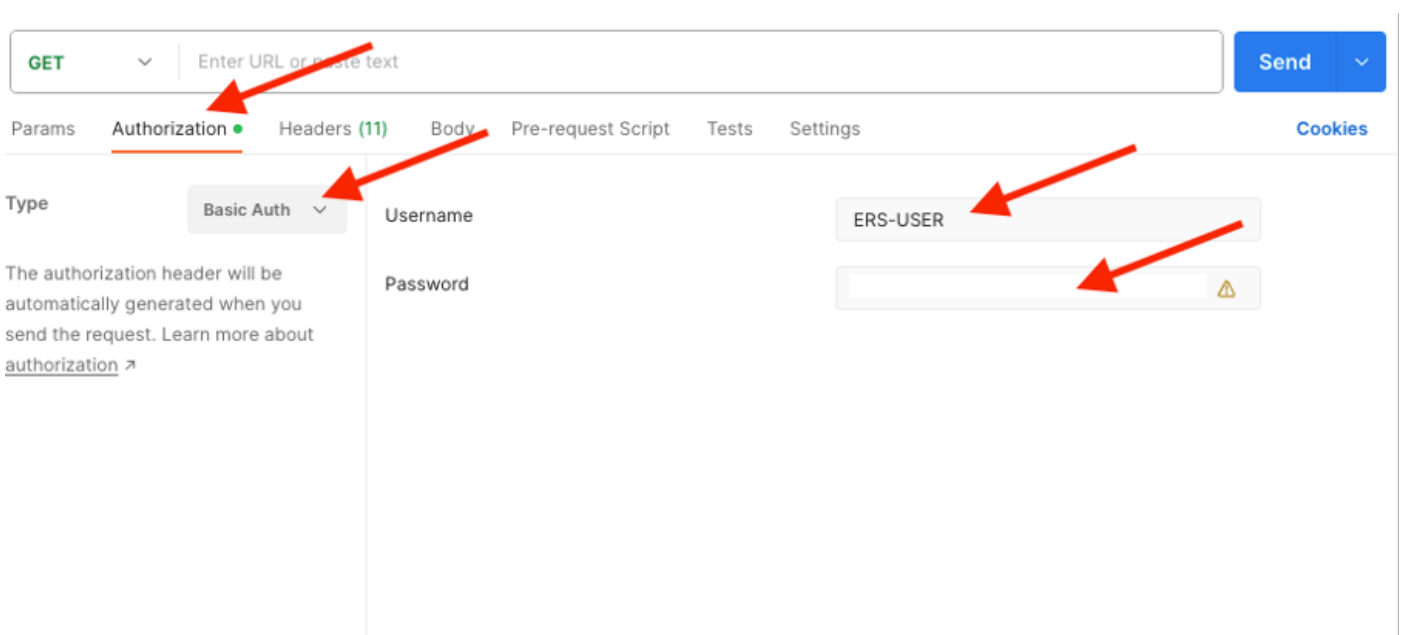 GET Enter URL or paste text Send
Params Authorization Headers (11) Body Pre-request Script Tests Settings Cookies
Type Basic Auth
The authorization header will be
automatically generated when you
send the request. Learn more about
authorization ↗
Username ERS-USER
Password